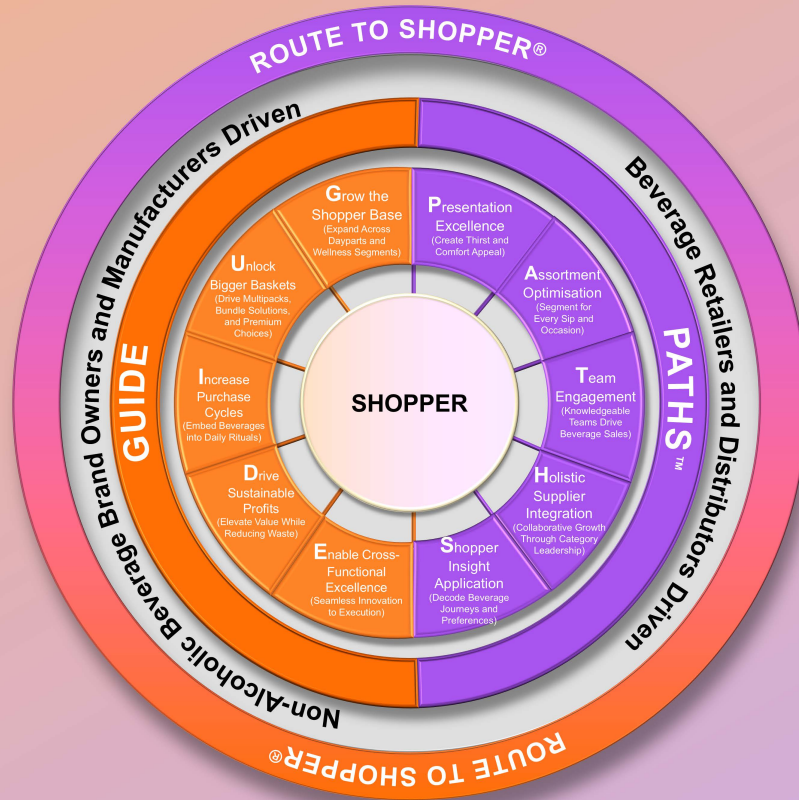 ROUTE TO SHOPPER®
Non-Alcoholic Beverage Brand Owners and Manufacturers Driven
Beverage Retailers and Distributors Driven
GUIDE
PATHS™
Grow the
Shopper Base
(Expand Across
Dayparts and
Wellness Segments)
Unlock
Bigger Baskets
(Drive Multipacks,
Bundle Solutions,
and Premium
Choices)
Increase
Purchase
Cycles
(Embed Beverages
into Daily Rituals)
Drive
Sustainable
Profits
(Elevate Value While
Reducing Waste)
Enable Cross-
Functional
Excellence
(Seamless Innovation
to Execution)
Presentation
Excellence
(Create Thirst and
Comfort Appeal)
Assortment
Optimisation
(Segment for
Every Sip and
Occasion)
Team
Engagement
(Knowledgeable
Teams Drive
Beverage Sales)
Holistic
Supplier
Integration
(Collaborative Growth
Through Category
Leadership)
Shopper
Insight
Application
(Decode Beverage
Journeys and
Preferences)
SHOPPER
ROUTE TO SHOPPER®